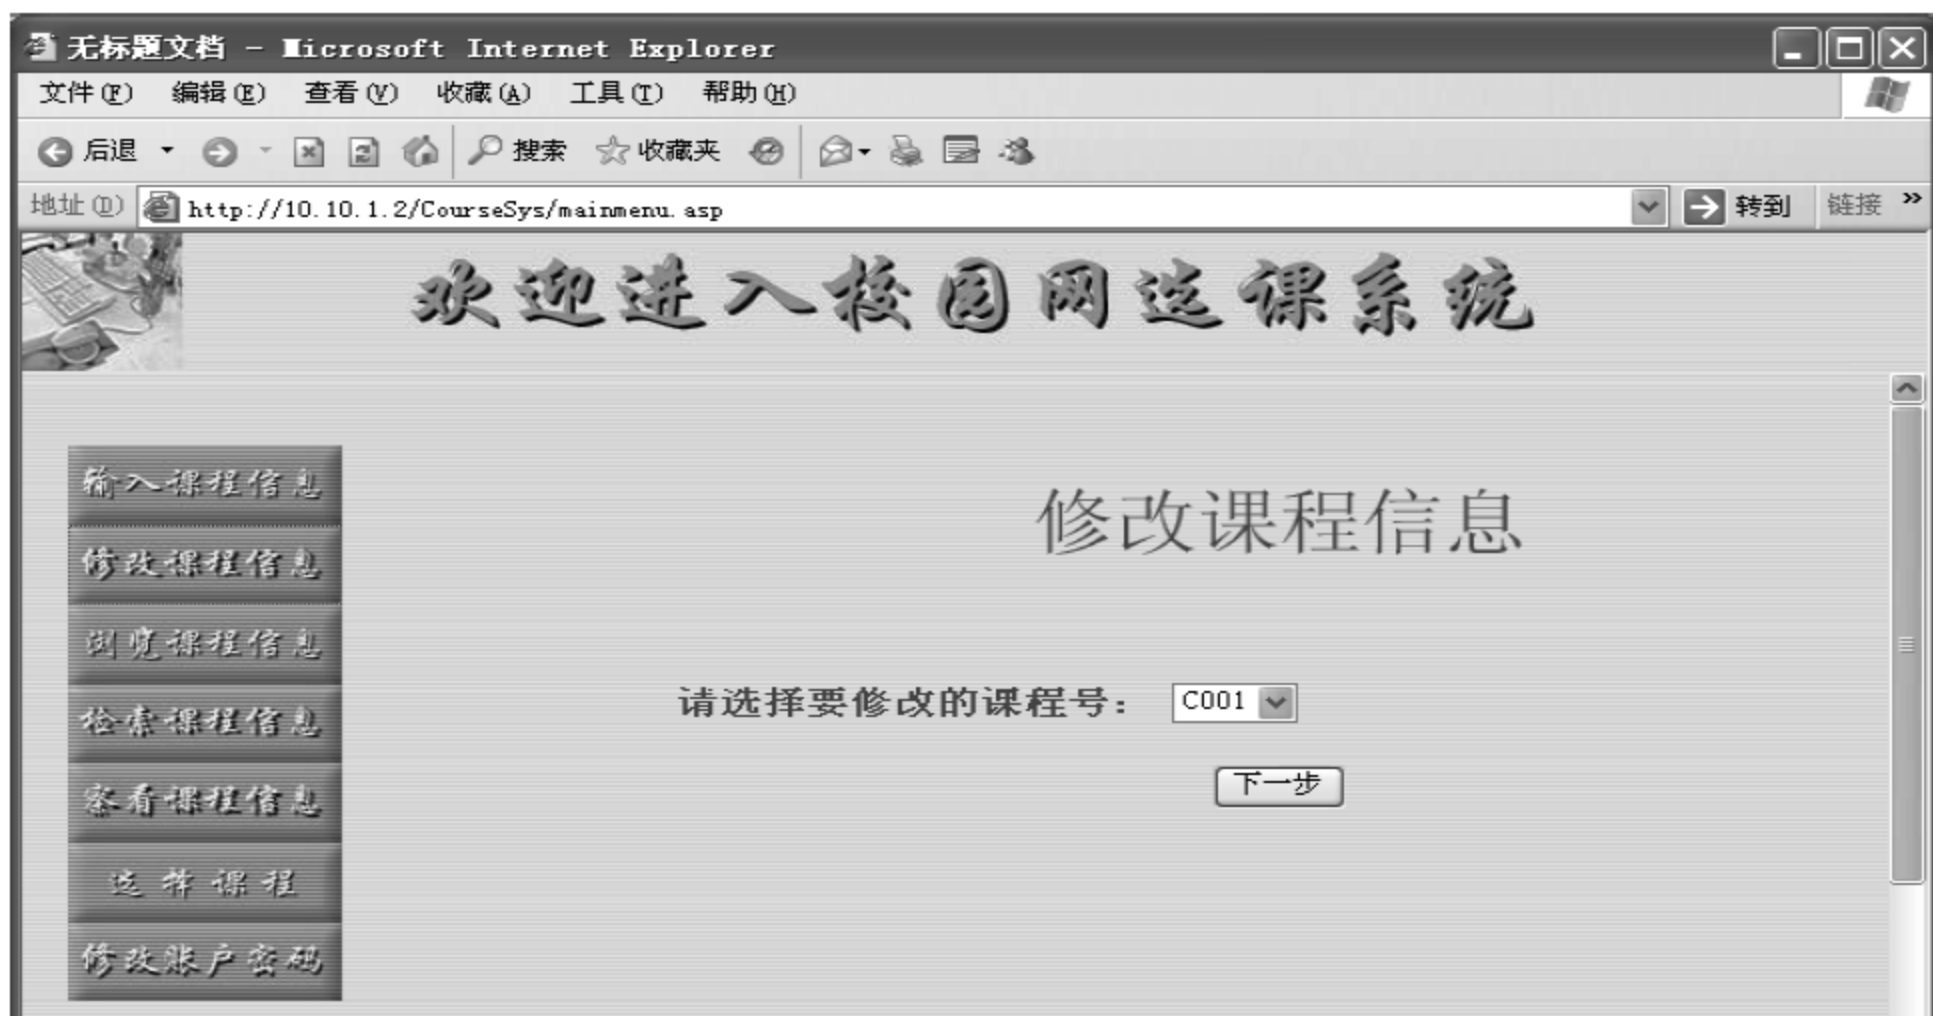 无标题文档 - Microsoft Internet Explorer
文件(F) 编辑(E) 查看(V) 收藏(A) 工具(T) 帮助(H)
后退 搜索 收藏夹
地址(D) http://10.10.1.2/CourseSys/mainmenu.asp 转到 链接 »
欢迎进入校园网选课系统
输入课程信息
修改课程信息
浏览课程信息
检索课程信息
察看课程信息
选择课程
修改账户密码
修改课程信息
请选择要修改的课程号： C001
下一步